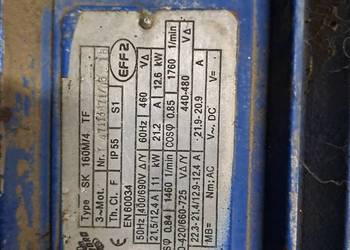 Type SK 160M/4 TF
3~Mot. Nr.
Th. Cl. F IP 55 S1 EFF2
EN 60034
50Hz 400/690V Δ/Y 60Hz 460 VΔ
21.5/12.4 A 11 kW 21.2 A 12.6 kW
COSφ 0.84 1460 1/min COSφ 0.85 1760 1/min
-420/660-725 VΔ/Y 440-480 VΔ
22.3-21.4/12.9-12.4 A 21.9-20.9 A
MB= Nm; AC V~, DC V=